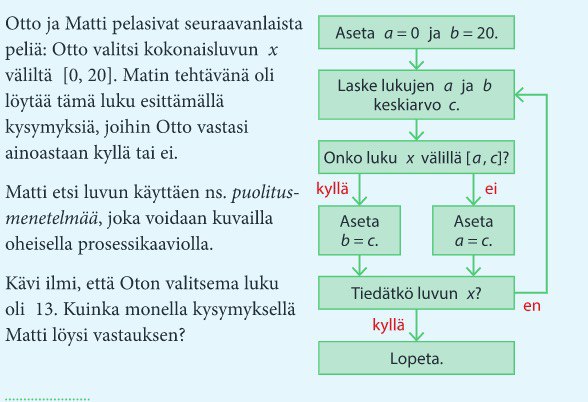 Otto ja Matti pelasivat seuraavanlaista
peliä: Otto valitsi kokonaisluvun x
väliltä [0, 20]. Matin tehtävänä oli
löytää tämä luku esittämällä
kysymyksiä, joihin Otto vastasi
ainoastaan kyllä tai ei.
Matti etsi luvun käyttäen ns. puolitus-
menetelmää, joka voidaan kuvailla
oheisella prosessikaaviolla.
Kävi ilmi, että Oton valitsema luku
oli 13. Kuinka monella kysymyksellä
Matti löysi vastauksen?
Aseta a = 0 ja b = 20.
Laske lukujen a ja b
keskiarvo c.
Onko luku x välillä [a, c]?
kyllä
ei
Aseta
b = c.
Aseta
a = c.
Tiedätkö luvun x?
en
kyllä
Lopeta.